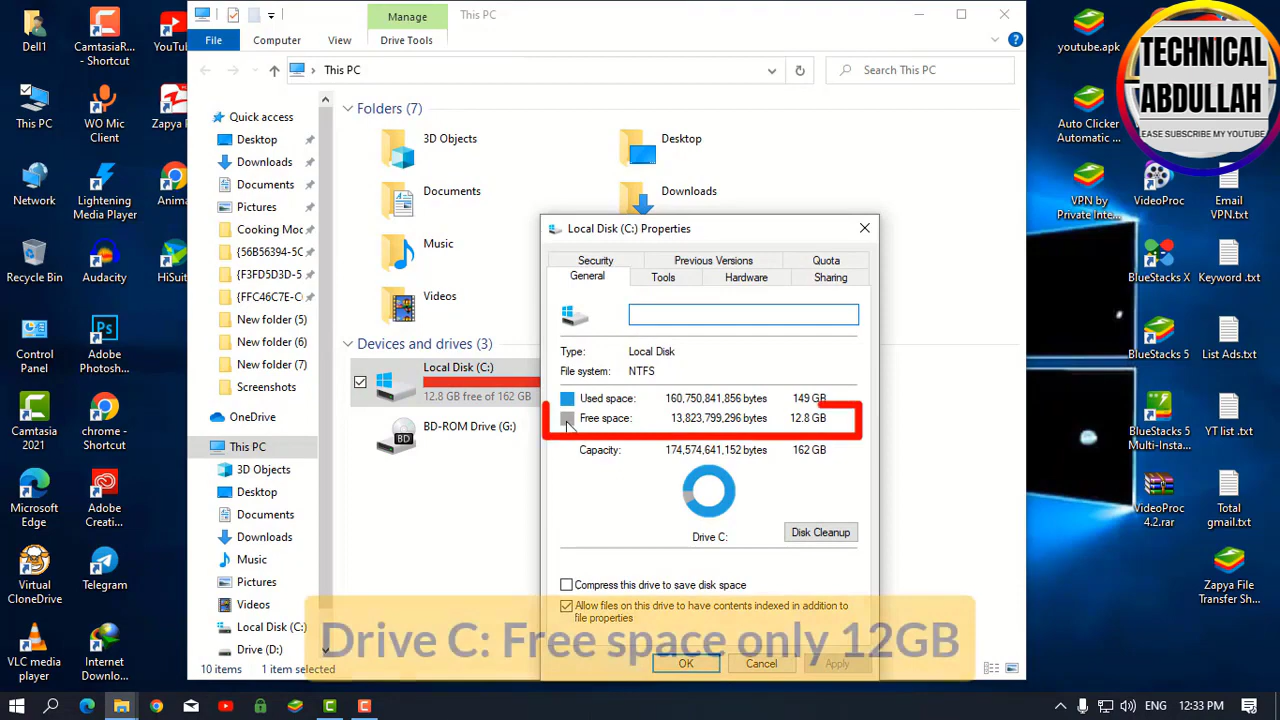 Dell1
CamtasiaR...
- Shortcut
YouTu
This PC
WO Mic
Client
Zapya
Network
Lightening
Media Player
Anima
Recycle Bin
Audacity
HiSuit
Control
Panel
Adobe
Photosh...
Camtasia
2021
chrome -
Shortcut
Microsoft
Edge
Adobe
Creati...
Virtual
CloneDrive
Telegram
VLC media
player
Internet
Downlo...
Manage
This PC
File
Computer
View
Drive Tools
This PC
Search This PC
Quick access
Desktop
Downloads
Documents
Pictures
Cooking Mod
{56B56394-5C
{F3FD5D3D-5
{FFC46C7E-C
New folder (5)
New folder (6)
New folder (7)
Screenshots
OneDrive
This PC
3D Objects
Desktop
Documents
Downloads
Music
Pictures
Videos
Local Disk (C:)
Drive (D:)
Folders (7)
3D Objects
Desktop
Documents
Downloads
Music
Videos
Devices and drives (3)
Local Disk (C:)
12.8 GB free of 162 GB
BD
BD-ROM Drive (G:)
10 items 1 item selected
Local Disk (C:) Properties
Security Previous Versions Quota
General Tools Hardware Sharing
Type: Local Disk
File system: NTFS
Used space: 160,750,841,856 bytes 149 GB
Free space: 13,823,799,296 bytes 12.8 GB
Capacity: 174,574,641,152 bytes 162 GB
Drive C:
Disk Cleanup
Compress this drive to save disk space
Allow files on this drive to have contents indexed in addition to
file properties
OK Cancel Apply
Drive C: Free space only 12GB
youtube.apk
TECHNICAL
ABDULLAH
EASE SUBSCRIBE MY YOUTUBE
Auto Clicker
Automatic ...
VPN by
Private Inte...
VideoProc
Email
VPN.txt
BlueStacks X
Keyword .txt
BlueStacks 5
List Ads.txt
BlueStacks 5
Multi-Insta...
YT list .txt
VideoProc
4.2.rar
Total
gmail.txt
Zapya File
Transfer Sh...
ENG 12:33 PM